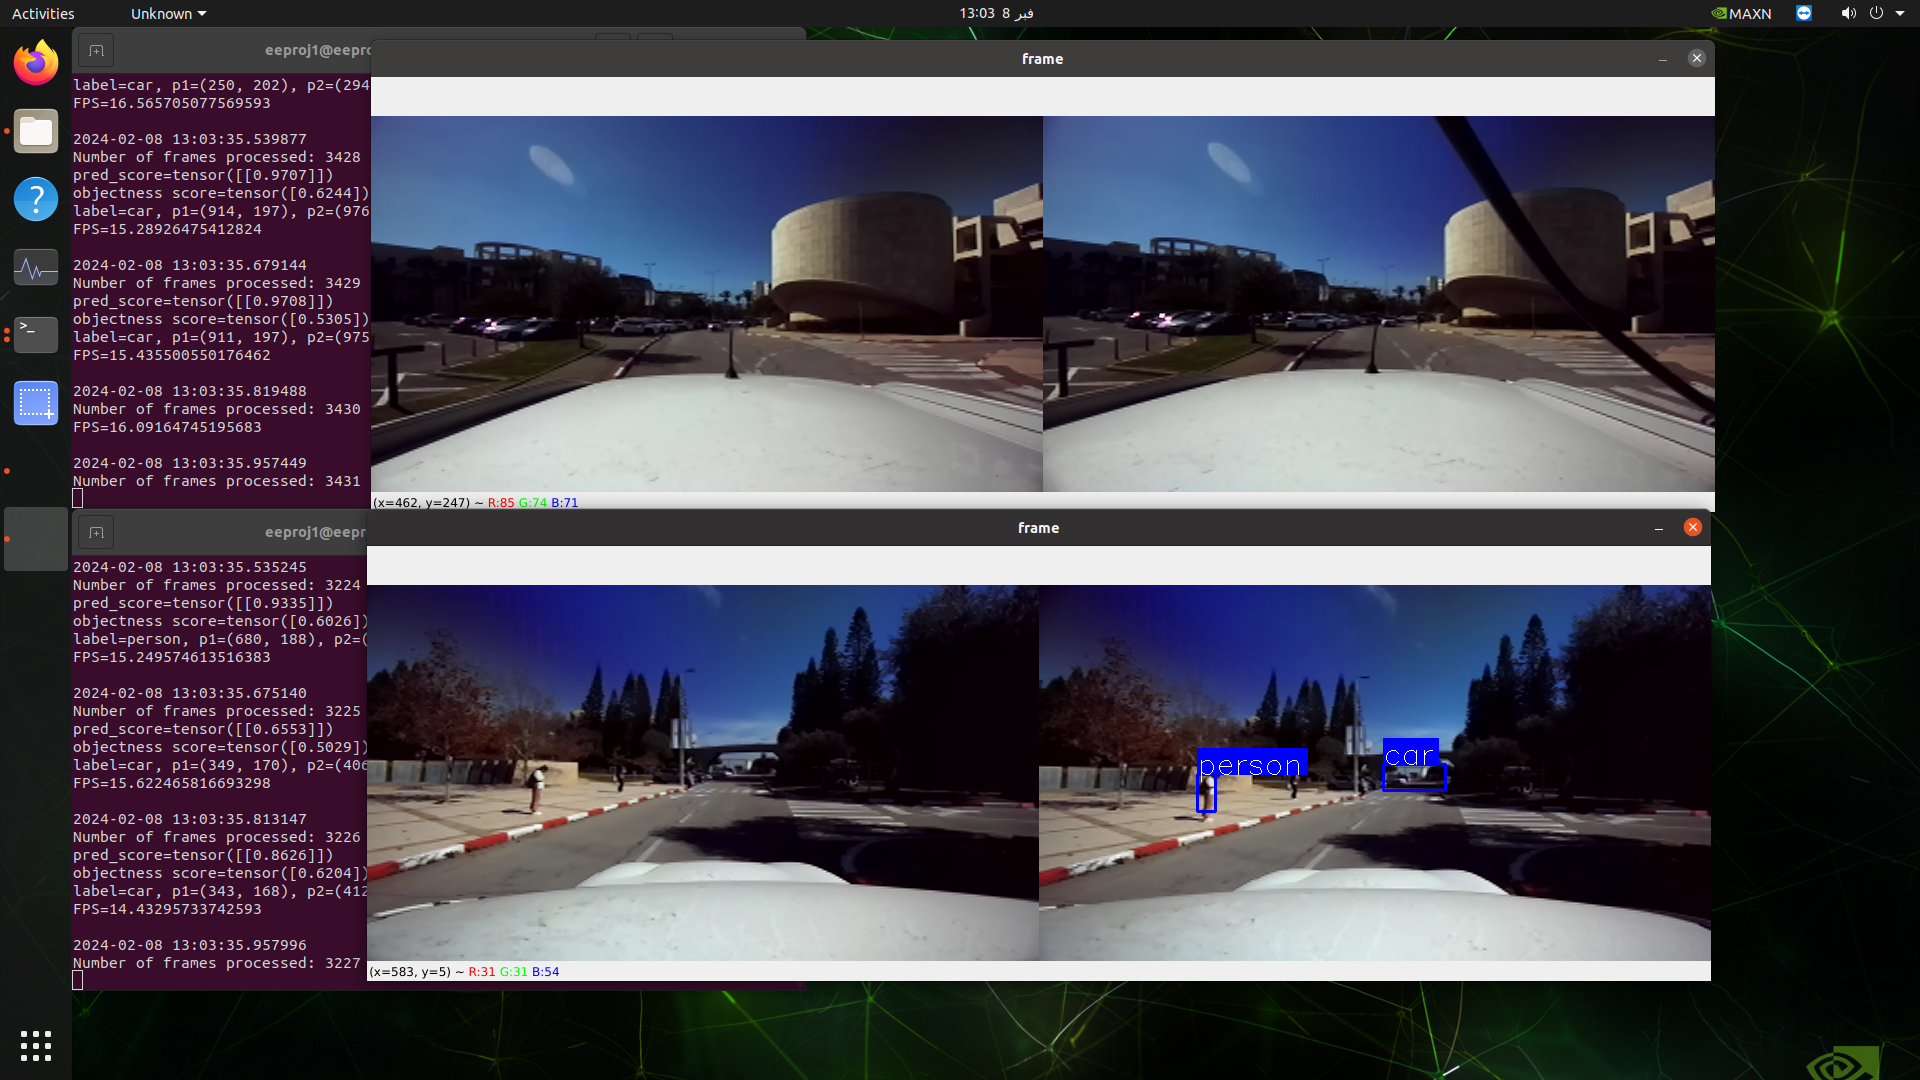 Activities
Unknown
8 فبر 13:03
MAXN
eeproj1@eepro
label=car, p1=(250, 202), p2=(294
FPS=16.565705077569593
2024-02-08 13:03:35.539877
Number of frames processed: 3428
pred_score=tensor([[0.9707]])
objectness score=tensor([0.6244])
label=car, p1=(914, 197), p2=(976
FPS=15.28926475412824
2024-02-08 13:03:35.679144
Number of frames processed: 3429
pred_score=tensor([[0.9708]])
objectness score=tensor([0.5305])
label=car, p1=(911, 197), p2=(975
FPS=15.435500550176462
2024-02-08 13:03:35.819488
Number of frames processed: 3430
FPS=16.09164745195683
2024-02-08 13:03:35.957449
Number of frames processed: 3431
frame
(x=462, y=247) ~ R:85 G:74 B:71
eeproj1@eepr
2024-02-08 13:03:35.535245
Number of frames processed: 3224
pred_score=tensor([[0.9335]])
objectness score=tensor([0.6026])
label=person, p1=(680, 188), p2=(
FPS=15.249574613516383
2024-02-08 13:03:35.675140
Number of frames processed: 3225
pred_score=tensor([[0.6553]])
objectness score=tensor([0.5029])
label=car, p1=(349, 170), p2=(406
FPS=15.622465816693298
2024-02-08 13:03:35.813147
Number of frames processed: 3226
pred_score=tensor([[0.8626]])
objectness score=tensor([0.6204])
label=car, p1=(343, 168), p2=(412
FPS=14.43295733742593
2024-02-08 13:03:35.957996
Number of frames processed: 3227
frame
person
car
(x=583, y=5) ~ R:31 G:31 B:54